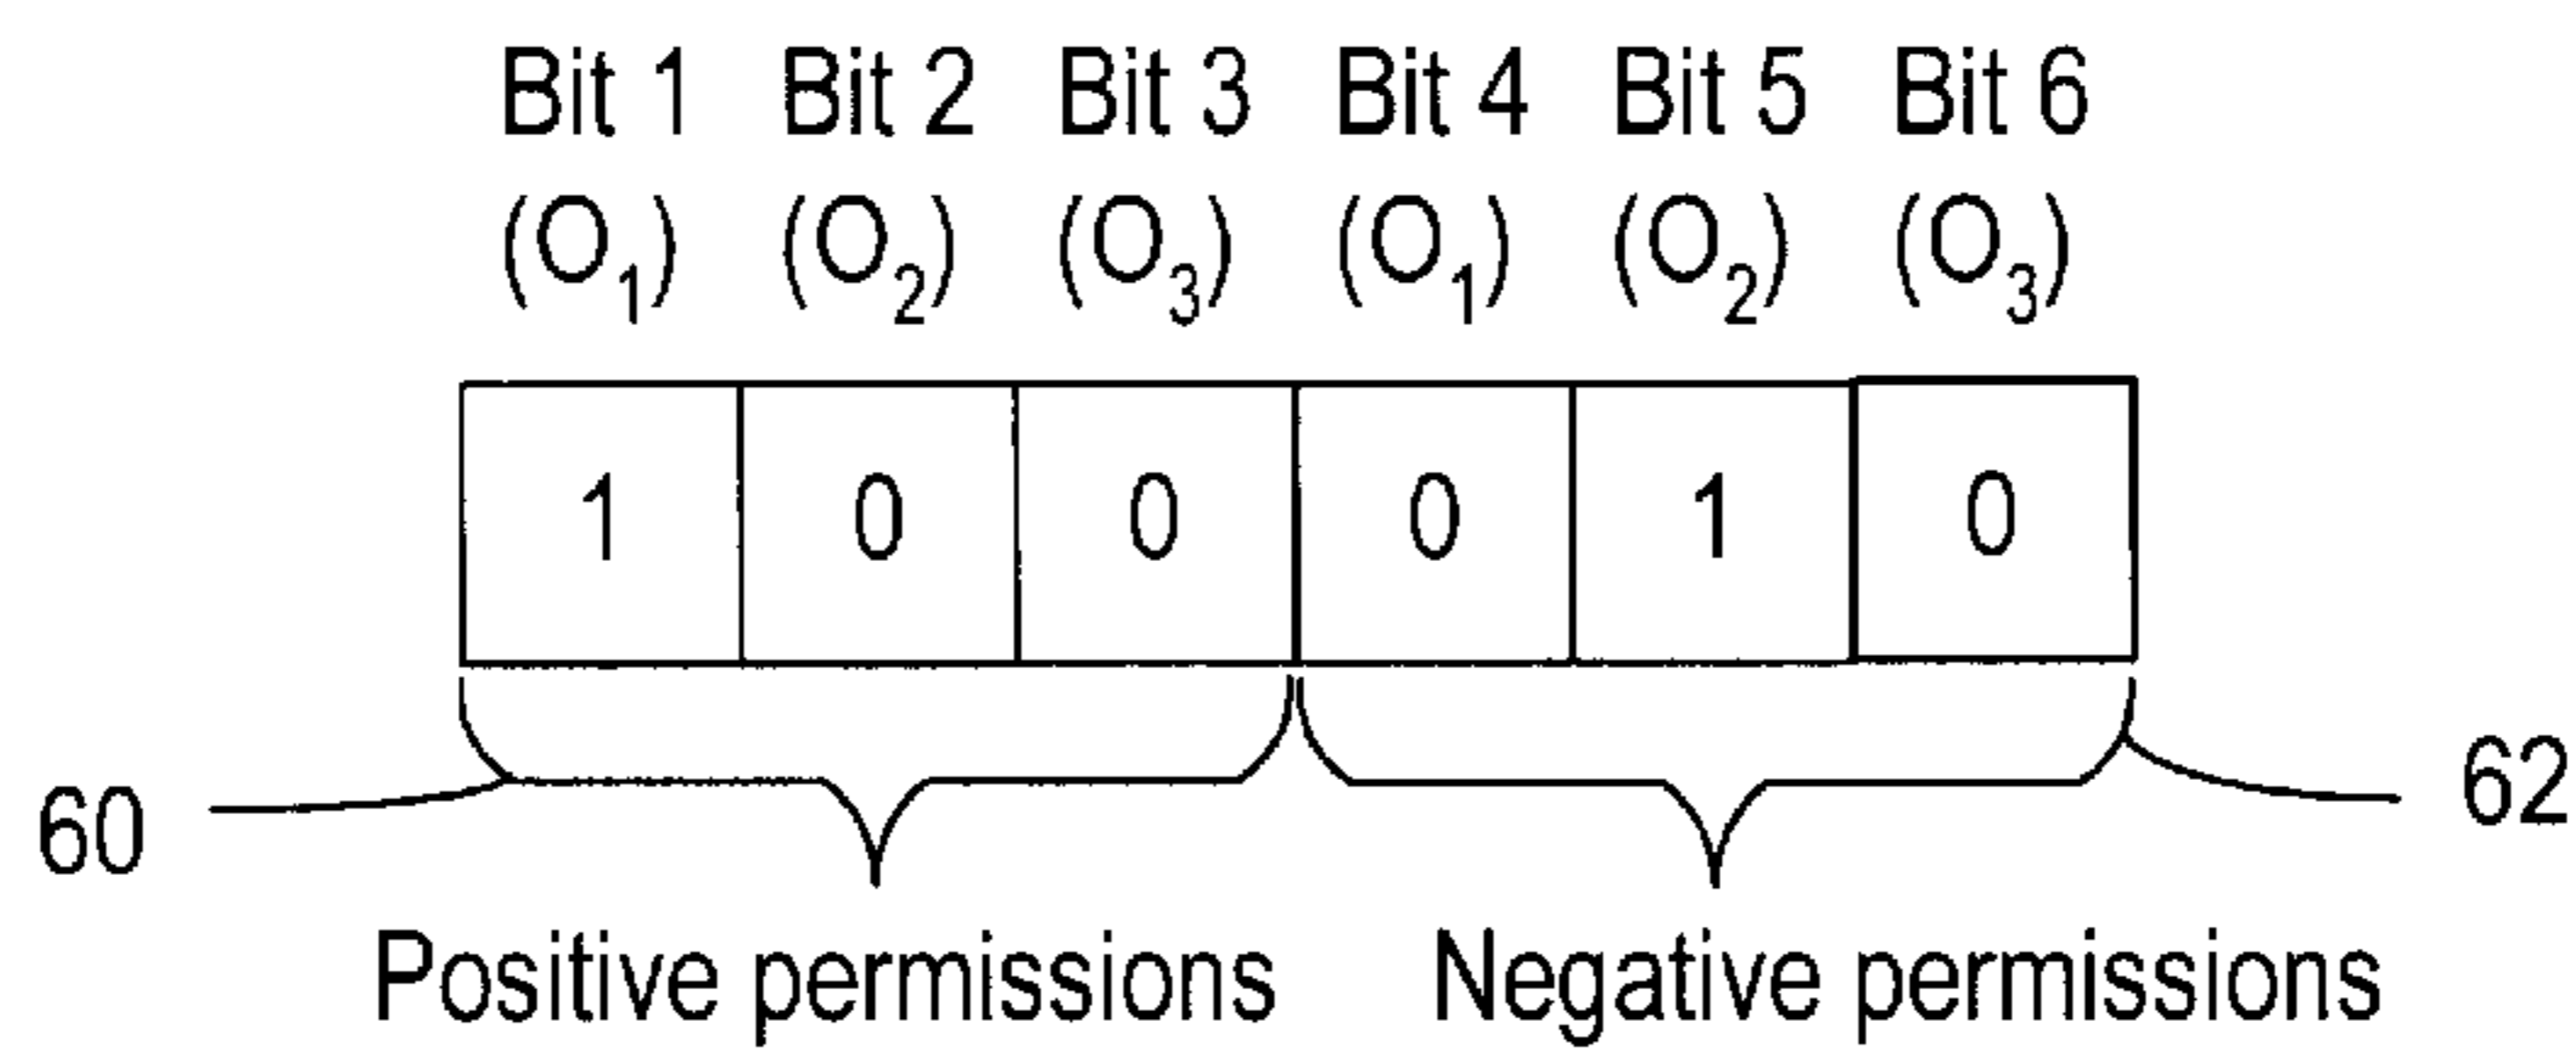 Bit 1 Bit 2 Bit 3 Bit 4 Bit 5 Bit 6
(O1) (O2) (O3) (O1) (O2) (O3)
1 0 0 0 1 0
60 62
Positive permissions Negative permissions